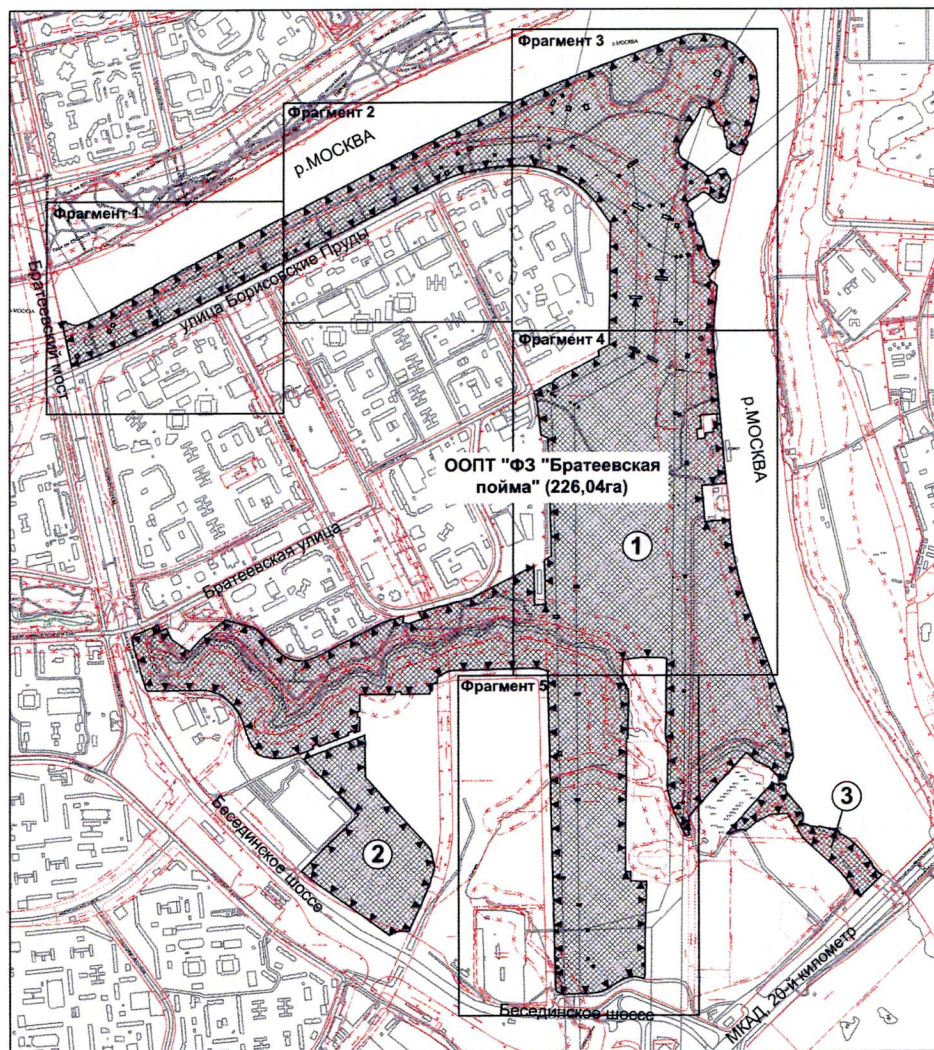 Фрагмент 3
р.МОСКВА
Фрагмент 2
р.МОСКВА
Фрагмент 1
Братеевский мост
улица Борисовские Пруды
Фрагмент 4
р.МОСКВА
ООПТ "ФЗ "Братеевская
пойма" (226,04га)
1
Братеевская улица
Фрагмент 5
Бесединское шоссе
2
3
МКАД, 20-й километр
Бесединское шоссе